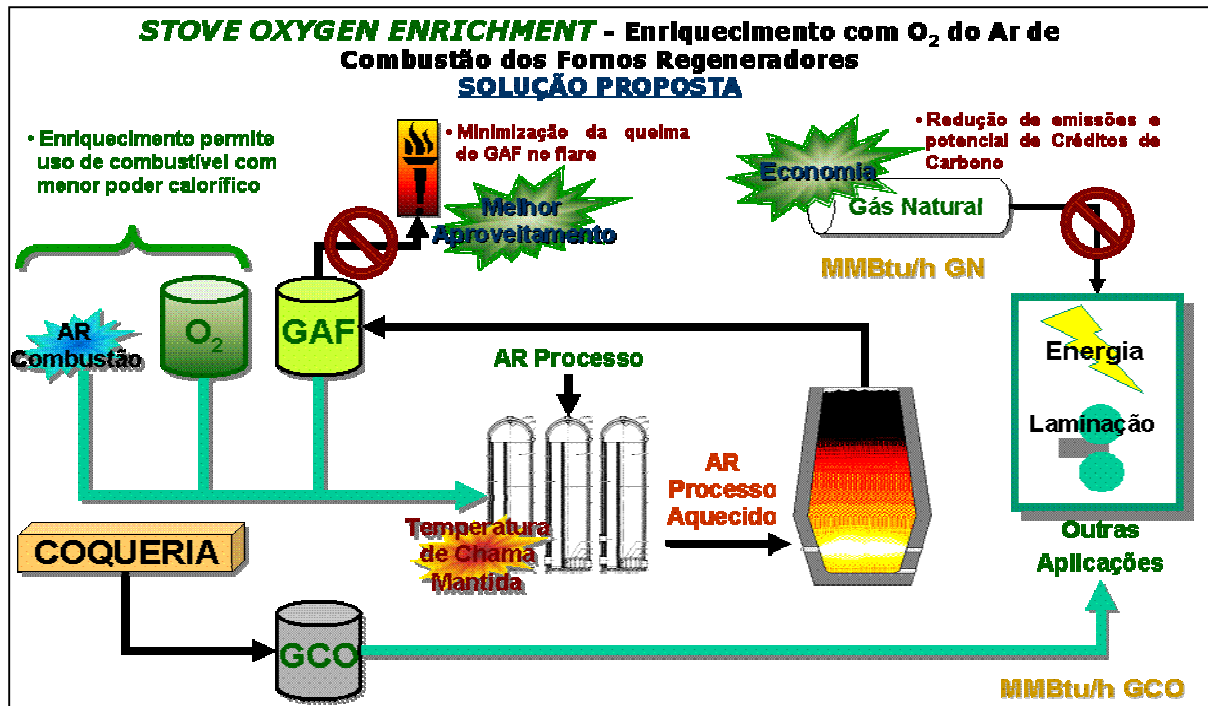 STOVE OXYGEN ENRICHMENT - Enriquecimento com O₂ do Ar de
Combustão dos Fornos Regeneradores
SOLUÇÃO PROPOSTA
• Enriquecimento permite
uso de combustível com
menor poder calorífico
• Minimização da queima
do GAF no flare
Melhor
Aproveitamento
• Redução de emissões e
potencial de Créditos de
Carbono
Economia
Gás Natural
MMBtu/h GN
AR
Combustão
O₂
GAF
AR Processo
Energia
Laminação
AR
Processo
Aquecido
Temperatura
de Chama
Mantida
Outras
Aplicações
COQUERIA
GCO
MMBtu/h GCO